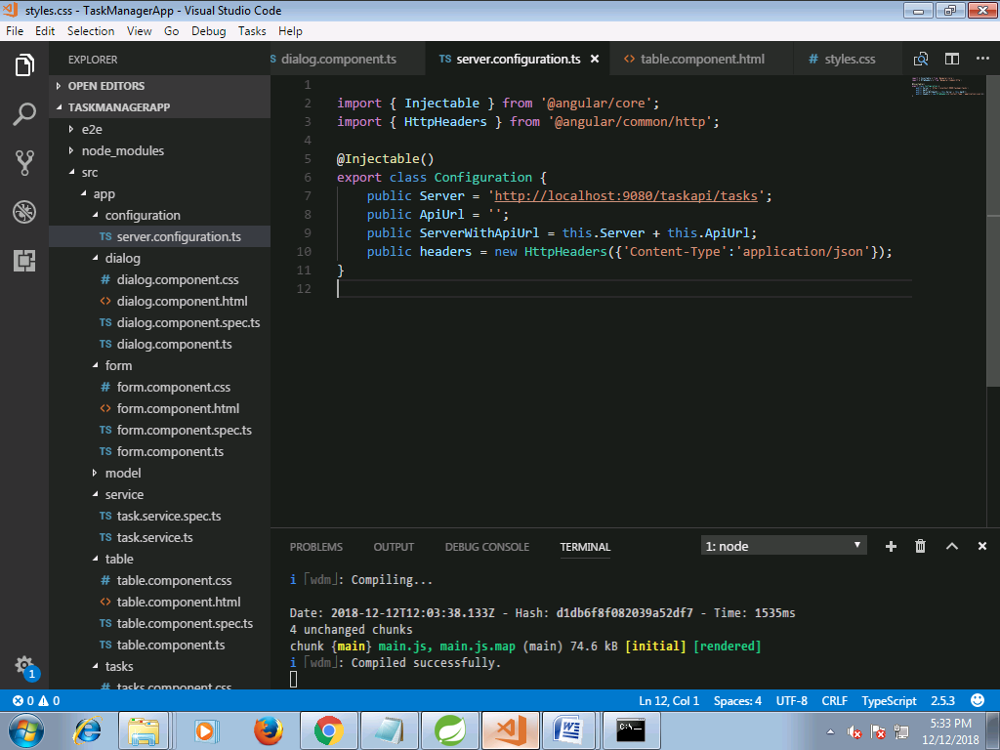 styles.css - TaskManagerApp - Visual Studio Code
File Edit Selection View Go Debug Tasks Help
EXPLORER
OPEN EDITORS
TASKMANAGERAPP
e2e
node_modules
src
app
configuration
TS server.configuration.ts
dialog
# dialog.component.css
<> dialog.component.html
TS dialog.component.spec.ts
TS dialog.component.ts
form
# form.component.css
<> form.component.html
TS form.component.spec.ts
TS form.component.ts
model
service
TS task.service.spec.ts
TS task.service.ts
table
# table.component.css
<> table.component.html
TS table.component.spec.ts
TS table.component.ts
tasks
# tasks.component.css
1
S dialog.component.ts TS server.configuration.ts × <> table.component.html # styles.css
1
2 import { Injectable } from '@angular/core';
3 import { HttpHeaders } from '@angular/common/http';
4
5 @Injectable()
6 export class Configuration {
7 public Server = 'http://localhost:9080/taskapi/tasks';
8 public ApiUrl = '';
9 public ServerWithApiUrl = this.Server + this.ApiUrl;
10 public headers = new HttpHeaders({'Content-Type':'application/json'});
11 }
12
PROBLEMS OUTPUT DEBUG CONSOLE TERMINAL 1: node
i ｢wdm｣: Compiling...
Date: 2018-12-12T12:03:38.133Z - Hash: d1db6f8f082039a52df7 - Time: 1535ms
4 unchanged chunks
chunk {main} main.js, main.js.map (main) 74.6 kB [initial] [rendered]
i ｢wdm｣: Compiled successfully.
0 0 Ln 12, Col 1 Spaces: 4 UTF-8 CRLF TypeScript 2.5.3
C:\_
5:33 PM
12/12/2018